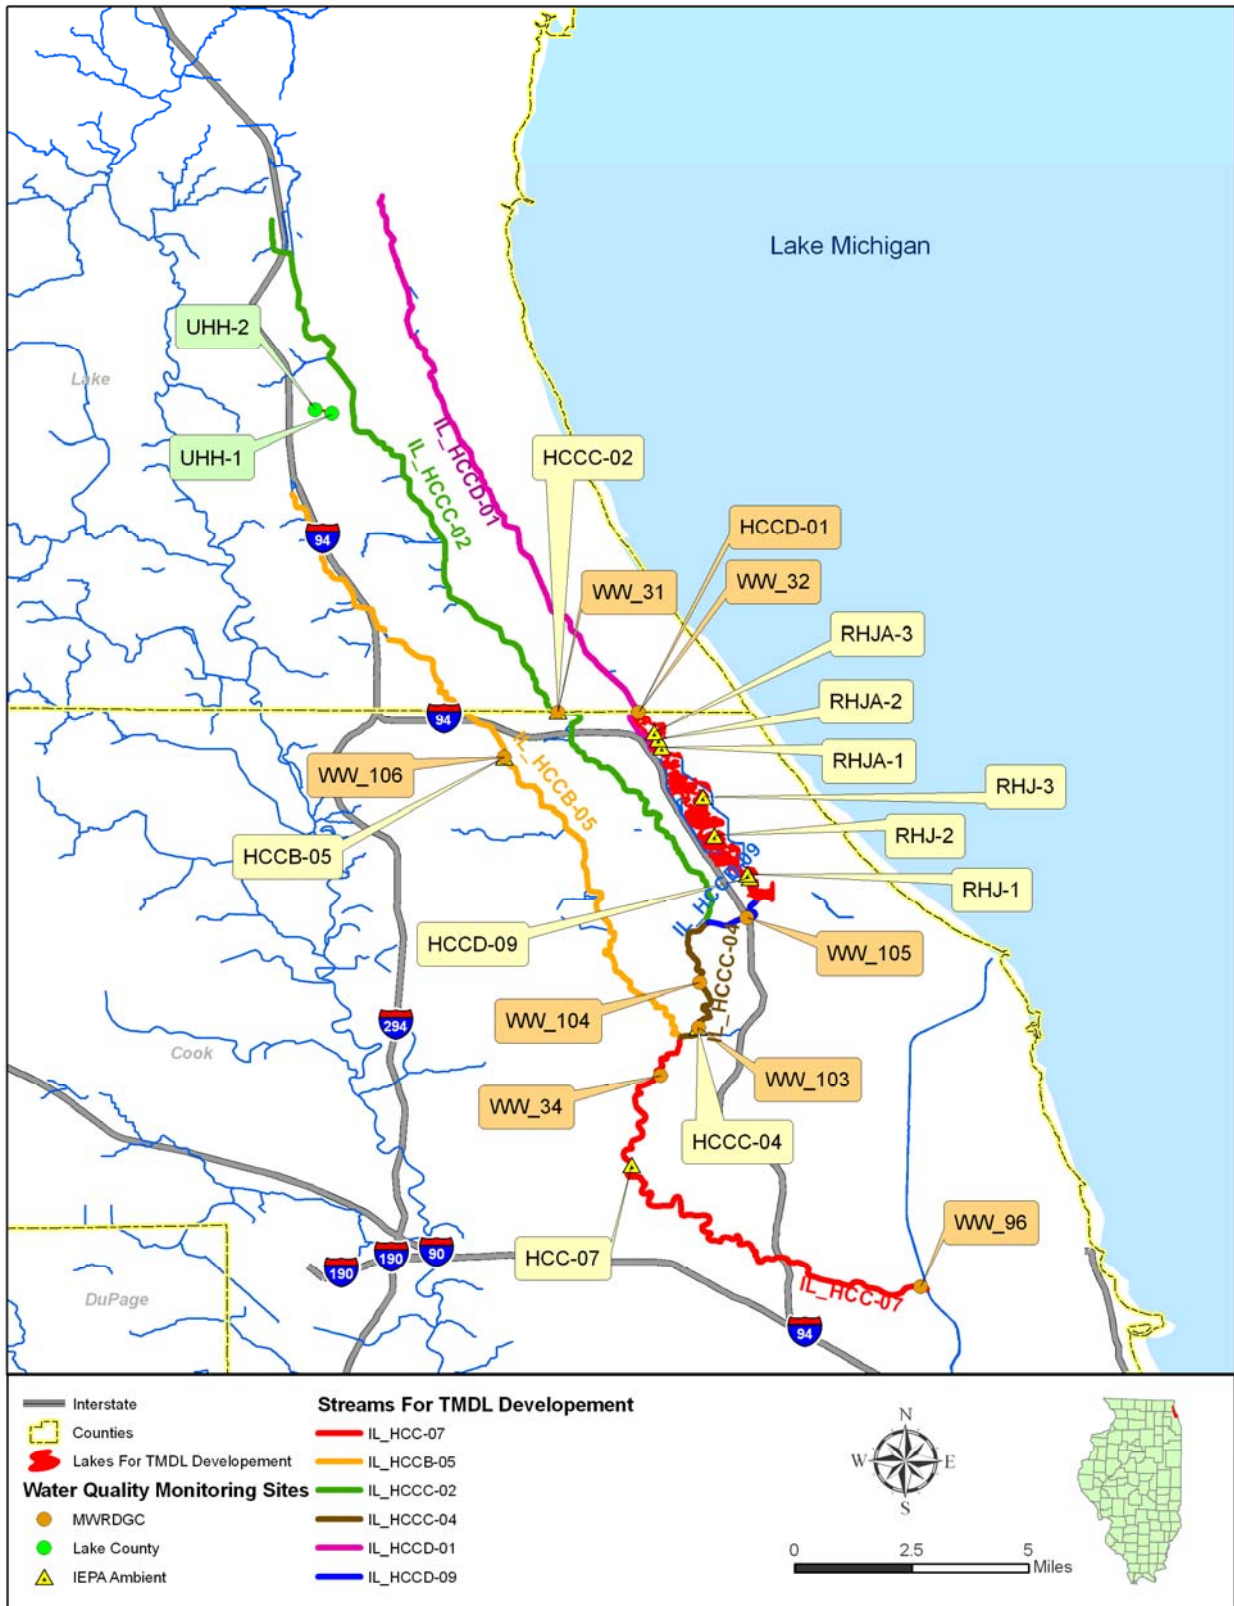 Lake Michigan
UHH-2
Lake
UHH-1
IL_HCCD-01
IL_HCCC-02
HCCC-02
HCCD-01
94
WW_31
WW_32
RHJA-3
RHJA-2
94
RHJA-1
WW_106
IL_HCCB-05
RHJ-3
HCCB-05
RHJ-2
IL_HCCD-09
RHJ-1
HCCD-09
WW_105
IL_HCCC-04
WW_104
294
Cook
WW_103
WW_34
HCCC-04
WW_96
HCC-07
190
190
90
IL_HCC-07
DuPage
94
Interstate
Counties
Lakes For TMDL Developement
Water Quality Monitoring Sites
MWRDGC
Lake County
IEPA Ambient
Streams For TMDL Developement
IL_HCC-07
IL_HCCB-05
IL_HCCC-02
IL_HCCC-04
IL_HCCD-01
IL_HCCD-09
N
W E
S
0 2.5 5
Miles